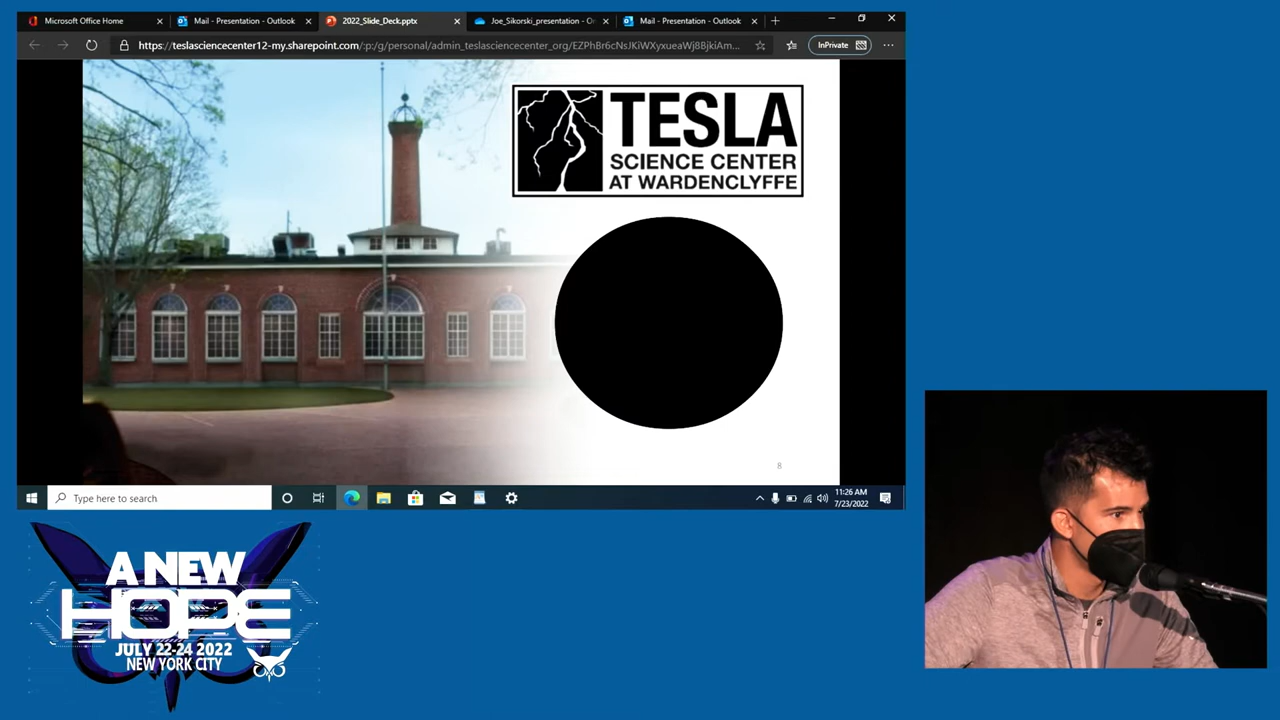 Microsoft Office Home
Mail - Presentation - Outlook
2022_Slide_Deck.pptx
Joe_Sikorski_presentation - On
Mail - Presentation - Outlook
https://teslasciencecenter12-my.sharepoint.com/:p:/g/personal/admin_teslasciencecenter_org/EZPhBr6cNsJKiWXyxueaWj8BjkiAm...
InPrivate
TESLA
SCIENCE CENTER
AT WARDENCLYFFE
8
Type here to search
11:26 AM
7/23/2022
A NEW
HOPE
JULY 22-24 2022
NEW YORK CITY